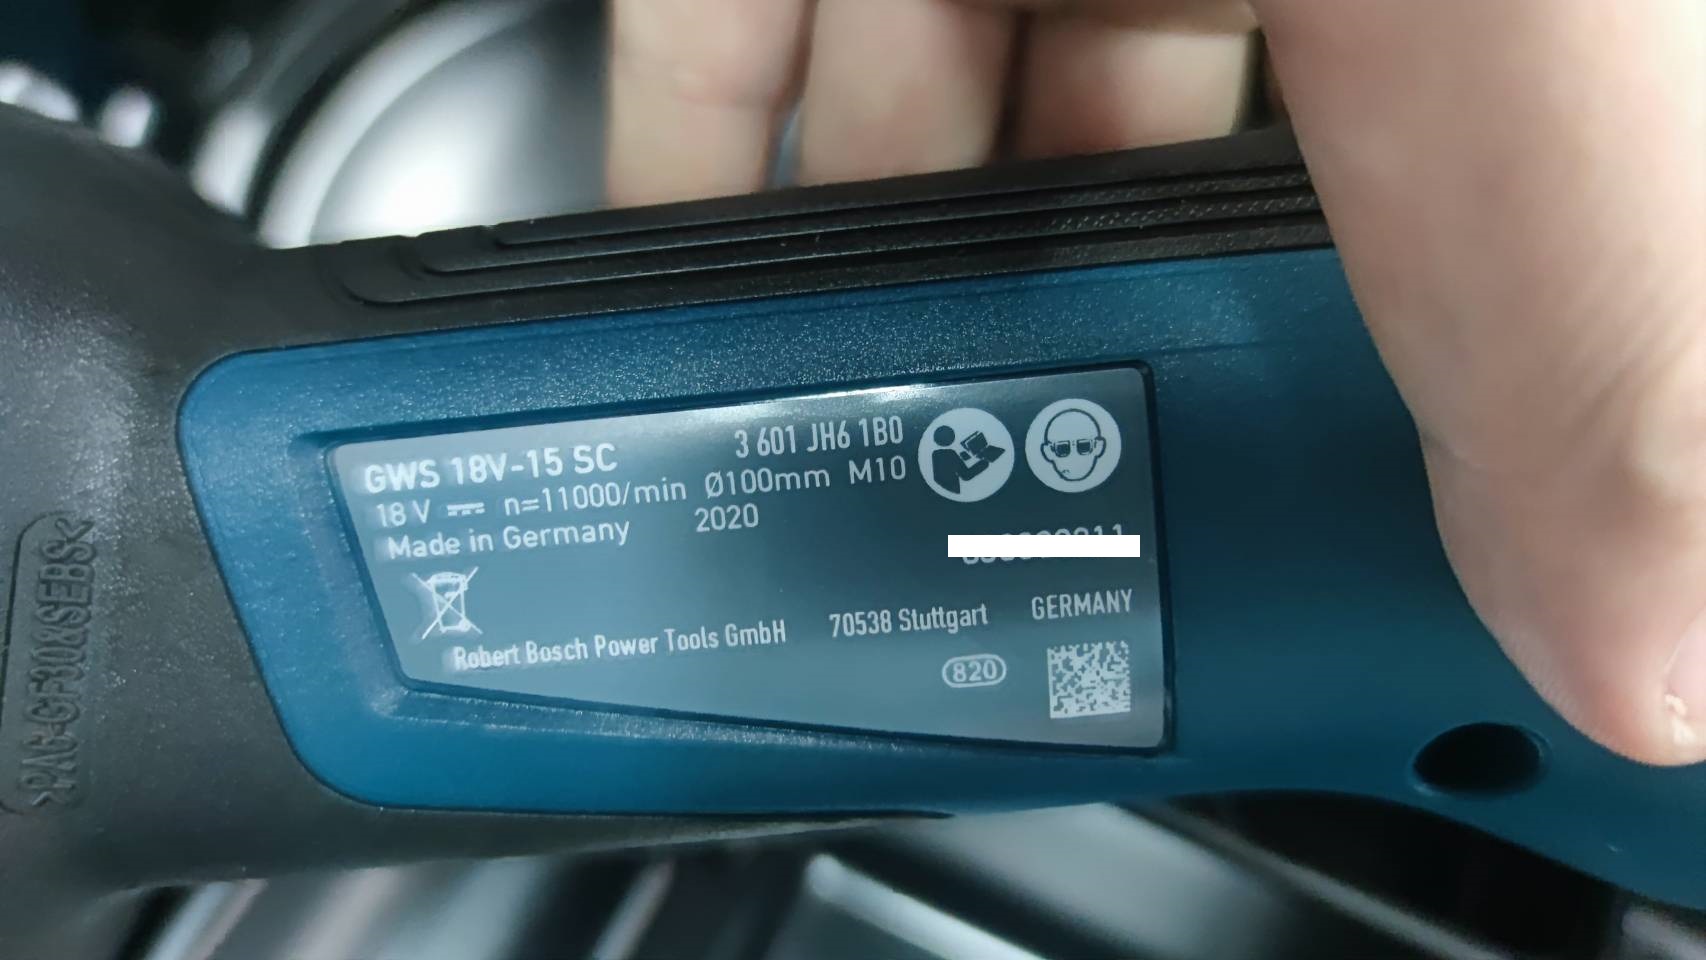 GWS 18V-15 SC 3 601 JH6 1B0
18 V n=11000/min Ø100mm M10
Made in Germany 2020
Robert Bosch Power Tools GmbH 70538 Stuttgart GERMANY
820
>PA6-GF30&SEBS<